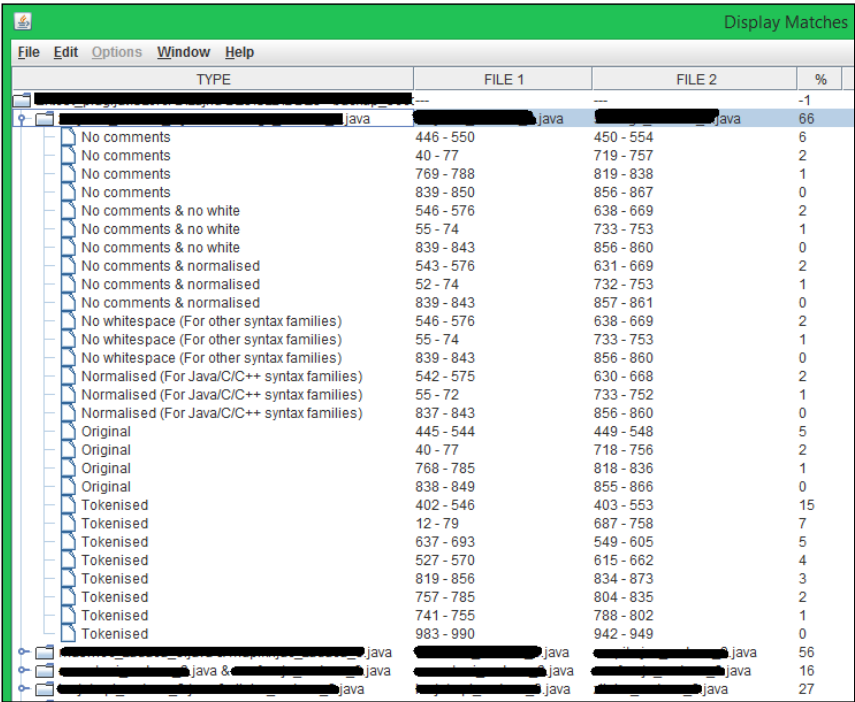 Display Matches
File Edit Options Window Help
TYPE FILE 1 FILE 2 %
--- --- -1
.java .java .java 66
No comments 446 - 550 450 - 554 6
No comments 40 - 77 719 - 757 2
No comments 769 - 788 819 - 838 1
No comments 839 - 850 856 - 867 0
No comments & no white 546 - 576 638 - 669 2
No comments & no white 55 - 74 733 - 753 1
No comments & no white 839 - 843 856 - 860 0
No comments & normalised 543 - 576 631 - 669 2
No comments & normalised 52 - 74 732 - 753 1
No comments & normalised 839 - 843 857 - 861 0
No whitespace (For other syntax families) 546 - 576 638 - 669 2
No whitespace (For other syntax families) 55 - 74 733 - 753 1
No whitespace (For other syntax families) 839 - 843 856 - 860 0
Normalised (For Java/C/C++ syntax families) 542 - 575 630 - 668 2
Normalised (For Java/C/C++ syntax families) 55 - 72 733 - 752 1
Normalised (For Java/C/C++ syntax families) 837 - 843 856 - 860 0
Original 445 - 544 449 - 548 5
Original 40 - 77 718 - 756 2
Original 768 - 785 818 - 836 1
Original 838 - 849 855 - 866 0
Tokenised 402 - 546 403 - 553 15
Tokenised 12 - 79 687 - 758 7
Tokenised 637 - 693 549 - 605 5
Tokenised 527 - 570 615 - 662 4
Tokenised 819 - 856 834 - 873 3
Tokenised 757 - 785 804 - 835 2
Tokenised 741 - 755 788 - 802 1
Tokenised 983 - 990 942 - 949 0
.java .java .java 56
.java & .java .java .java 16
.java .java .java 27